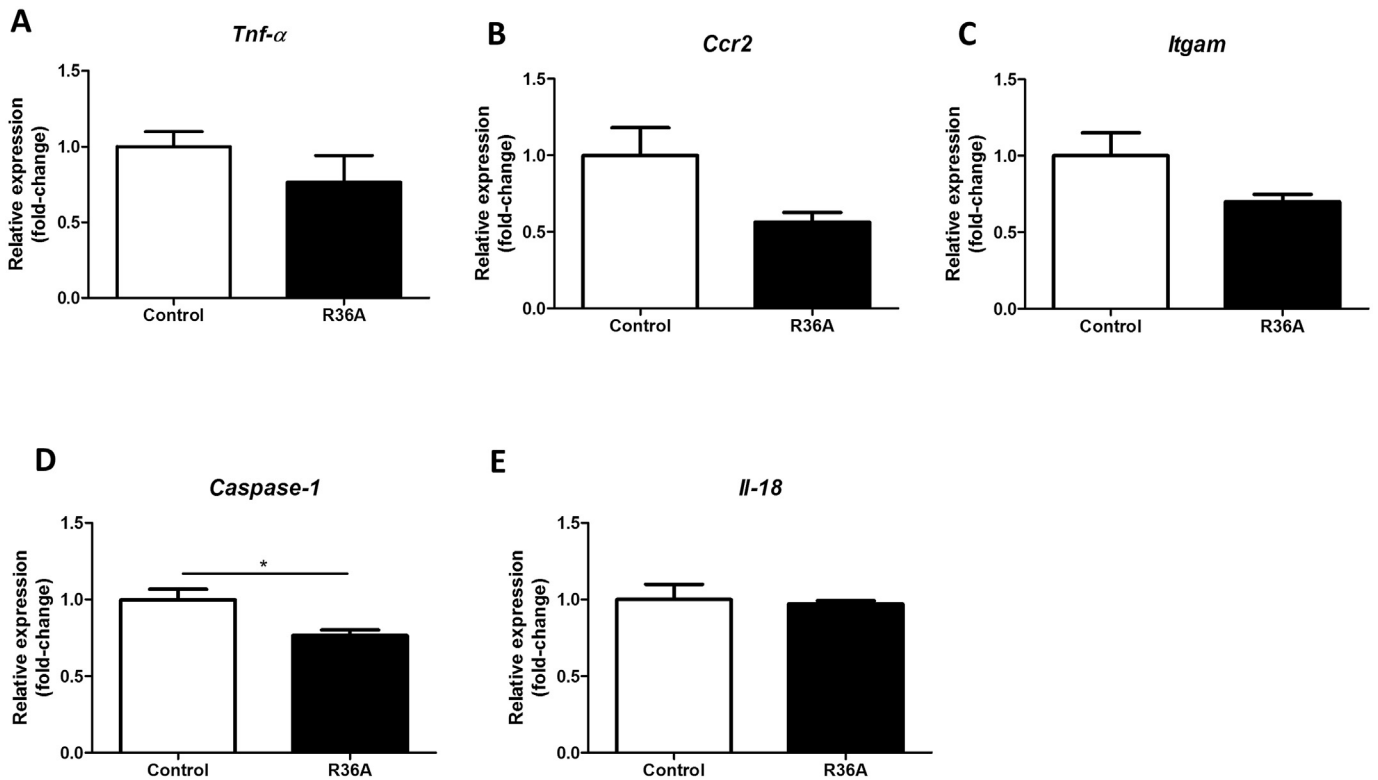 A
Tnf-α
Relative expression
(fold-change)
1.5
1.0
0.5
0.0
Control
R36A
B
Ccr2
Relative expression
(fold-change)
1.5
1.0
0.5
0.0
Control
R36A
C
Itgam
Relative expression
(fold-change)
1.5
1.0
0.5
0.0
Control
R36A
D
Caspase-1
Relative expression
(fold-change)
1.5
1.0
0.5
0.0
*
Control
R36A
E
Il-18
Relative expression
(fold-change)
1.5
1.0
0.5
0.0
Control
R36A